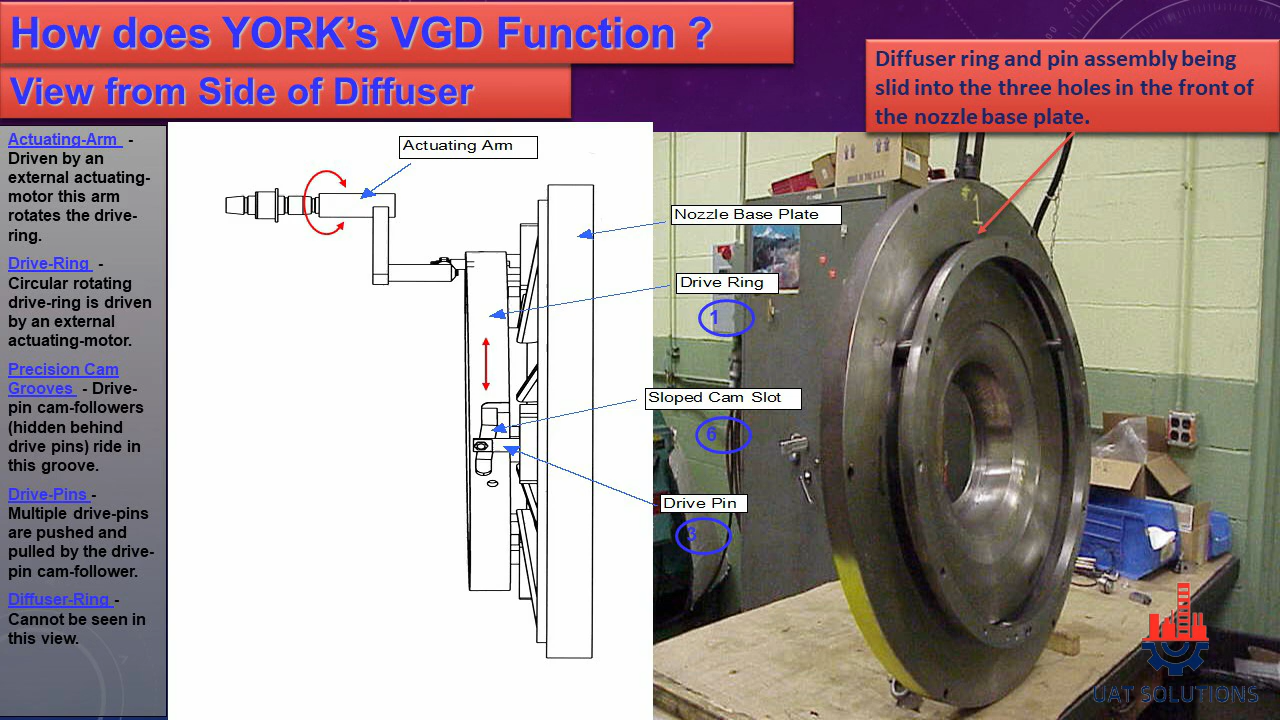 How does YORK’s VGD Function ?
View from Side of Diffuser
Diffuser ring and pin assembly being
slid into the three holes in the front of
the nozzle base plate.
Actuating-Arm -
Driven by an
external actuating-
motor this arm
rotates the drive-
ring.
Drive-Ring -
Circular rotating
drive-ring is driven
by an external
actuating-motor.
Precision Cam
Grooves - Drive-
pin cam-followers
(hidden behind
drive pins) ride in
this groove.
Drive-Pins -
Multiple drive-pins
are pushed and
pulled by the drive-
pin cam-follower.
Diffuser-Ring -
Cannot be seen in
this view.
Actuating Arm
Nozzle Base Plate
Drive Ring
1
Sloped Cam Slot
6
Drive Pin
3
1
MADE IN THE U.S.A.
UAT SOLUTIONS